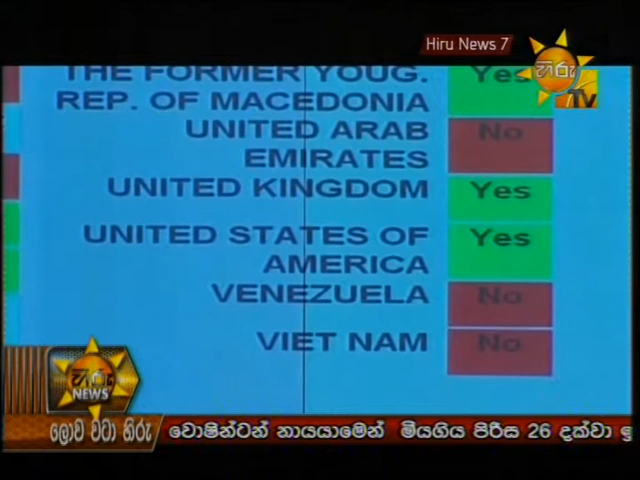 Hiru News 7
හිරු
TV
THE FORMER YOUG. Yes
REP. OF MACEDONIA
UNITED ARAB No
EMIRATES
UNITED KINGDOM Yes
UNITED STATES OF Yes
AMERICA
VENEZUELA No
VIET NAM No
හිරු
NEWS
ලොව වටා හිරු
වොෂින්ටන් නායයාමෙන් මියගිය පිරිස 26 දක්වා ඉ